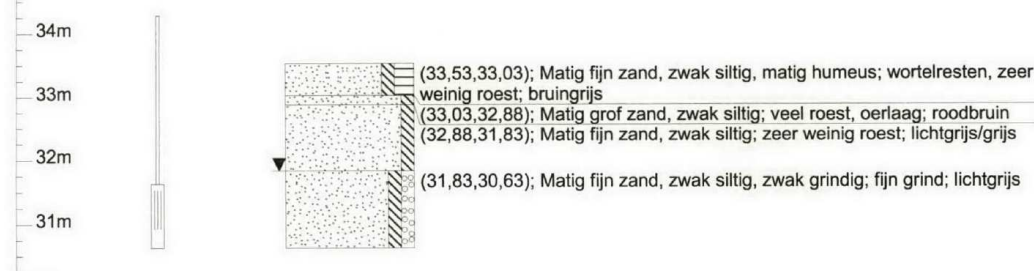 34m
33m
32m
31m
(33,53,33,03); Matig fijn zand, zwak siltig, matig humeus; wortelresten, zeer
weinig roest; bruingrijs
(33,03,32,88); Matig grof zand, zwak siltig; veel roest, oerlaag; roodbruin
(32,88,31,83); Matig fijn zand, zwak siltig; zeer weinig roest; lichtgrijs/grijs
(31,83,30,63); Matig fijn zand, zwak siltig, zwak grindig; fijn grind; lichtgrijs